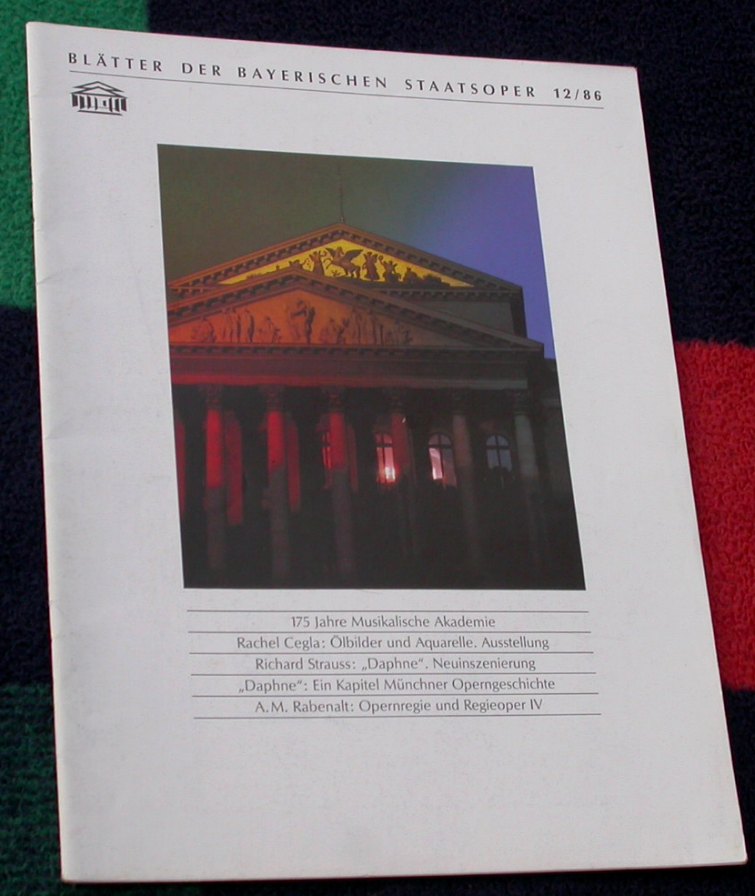 BLÄTTER DER BAYERISCHEN STAATSOPER 12/86
175 Jahre Musikalische Akademie
Rachel Cegla: Ölbilder und Aquarelle. Ausstellung
Richard Strauss: „Daphne“. Neuinszenierung
„Daphne“: Ein Kapitel Münchner Operngeschichte
A.M. Rabenalt: Opernregie und Regieoper IV